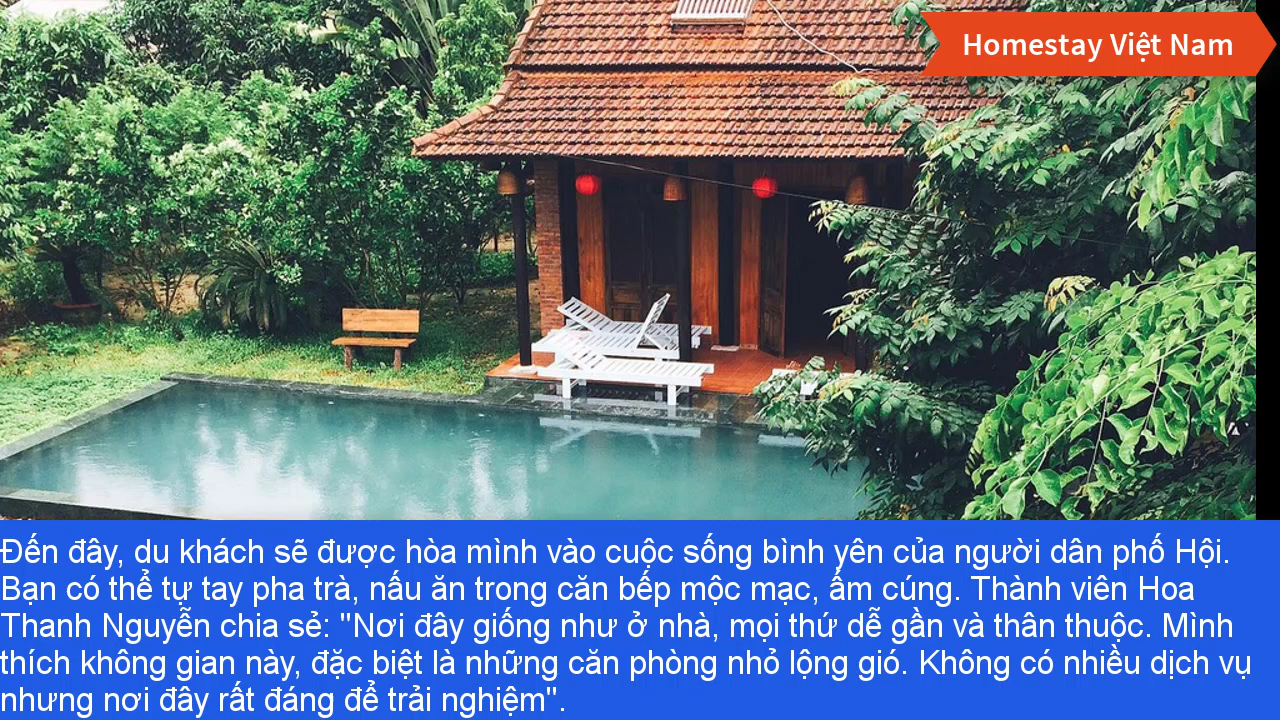 Homestay Việt Nam
Đến đây, du khách sẽ được hòa mình vào cuộc sống bình yên của người dân phố Hội.
Bạn có thể tự tay pha trà, nấu ăn trong căn bếp mộc mạc, ấm cúng. Thành viên Hoa
Thanh Nguyễn chia sẻ: "Nơi đây giống như ở nhà, mọi thứ dễ gần và thân thuộc. Mình
thích không gian này, đặc biệt là những căn phòng nhỏ lộng gió. Không có nhiều dịch vụ
nhưng nơi đây rất đáng để trải nghiệm".